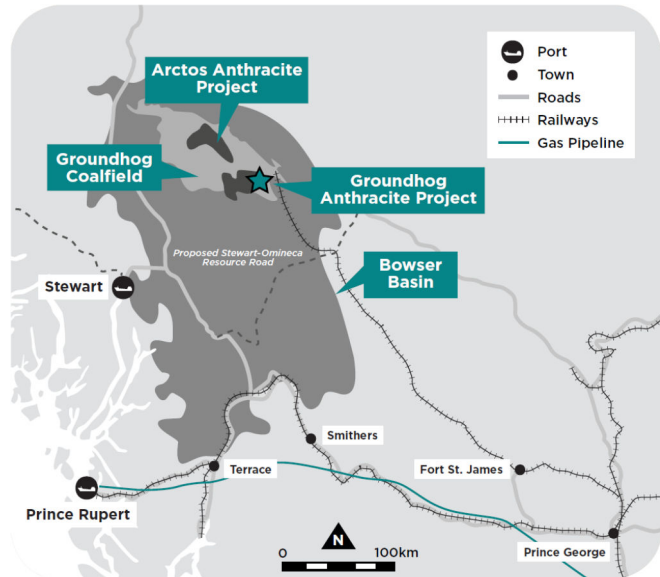 Arctos Anthracite
Project
Port
Town
Roads
Railways
Gas Pipeline
Groundhog
Coalfield
Groundhog
Anthracite Project
Proposed Stewart-Omineca
Resource Road
Bowser
Basin
Stewart
Smithers
Terrace
Fort St. James
Prince Rupert
N
0
100km
Prince George